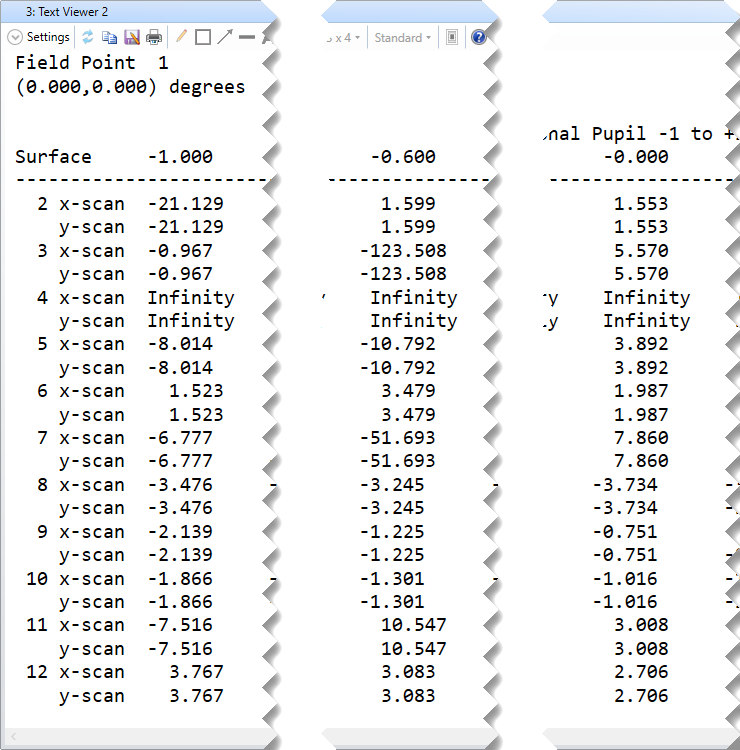 3: Text Viewer 2
Settings x 4 Standard
Field Point 1
(0.000,0.000) degrees
Pupil -1 to
Surface -1.000 -0.600 -0.000
2 x-scan -21.129 1.599 1.553
y-scan -21.129 1.599 1.553
3 x-scan -0.967 -123.508 5.570
y-scan -0.967 -123.508 5.570
4 x-scan Infinity Infinity Infinity
y-scan Infinity Infinity Infinity
5 x-scan -8.014 -10.792 3.892
y-scan -8.014 -10.792 3.892
6 x-scan 1.523 3.479 1.987
y-scan 1.523 3.479 1.987
7 x-scan -6.777 -51.693 7.860
y-scan -6.777 -51.693 7.860
8 x-scan -3.476 -3.245 -3.734
y-scan -3.476 -3.245 -3.734
9 x-scan -2.139 -1.225 -0.751
y-scan -2.139 -1.225 -0.751
10 x-scan -1.866 -1.301 -1.016
y-scan -1.866 -1.301 -1.016
11 x-scan -7.516 10.547 3.008
y-scan -7.516 10.547 3.008
12 x-scan 3.767 3.083 2.706
y-scan 3.767 3.083 2.706